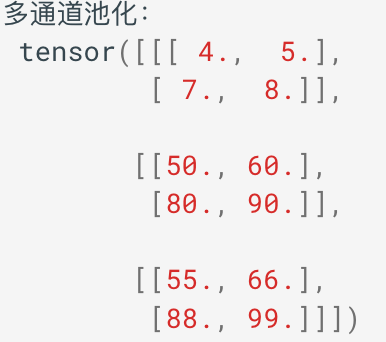 多通道池化:
tensor([[[ 4.,  5.],
         [ 7.,  8.]],
        [[50., 60.],
         [80., 90.]],
        [[55., 66.],
         [88., 99.]]])